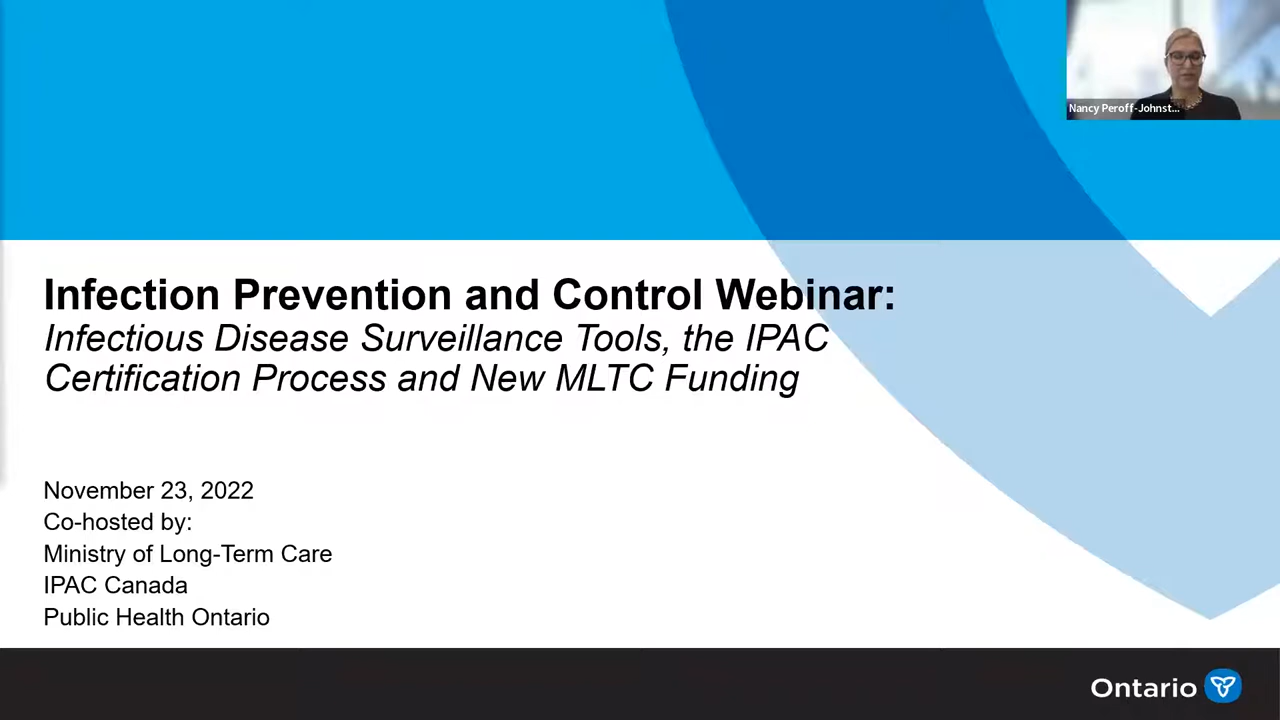 Nancy Peroff-Johnst...
Infection Prevention and Control Webinar:
Infectious Disease Surveillance Tools, the IPAC
Certification Process and New MLTC Funding
November 23, 2022
Co-hosted by:
Ministry of Long-Term Care
IPAC Canada
Public Health Ontario
Ontario